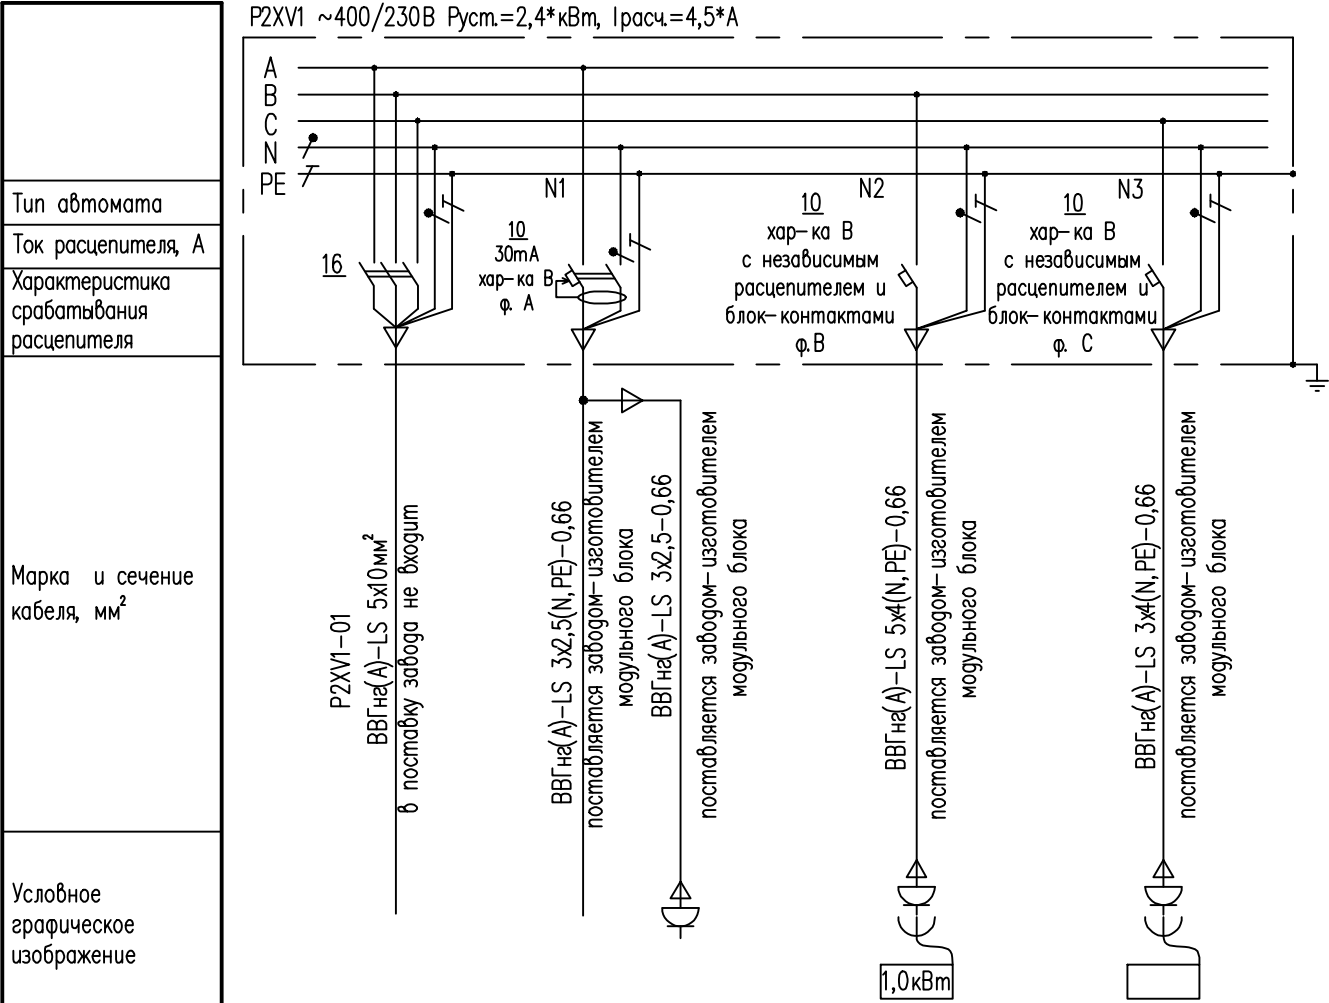 P2XV1 ~400/230В Руст.=2,4*кВт, Iрасч.=4,5*А
A
B
C
N
PE
Тип автомата
Ток расцепителя, А
Характеристика
срабатывания
расцепителя
Марка и сечение
кабеля, мм²
Условное
графическое
изображение
16
N1
10
30mA
хар-ка В
ф. А
N2
10
хар-ка В
с независимым
расцепителем и
блок-контактами
ф.В
N3
10
хар-ка В
с независимым
расцепителем и
блок-контактами
ф. С
P2XV1-01
ВВГнг(А)-LS 5х10мм²
в поставку завода не входит
ВВГнг(А)-LS 3х2,5(N,PE)-0,66
поставляется заводом-изготовителем
модульного блока
ВВГнг(А)-LS 3х2,5-0,66
поставляется заводом-изготовителем
модульного блока
ВВГнг(А)-LS 5х4(N,PE)-0,66
поставляется заводом-изготовителем
модульного блока
ВВГнг(А)-LS 3х4(N,PE)-0,66
поставляется заводом-изготовителем
модульного блока
1,0кВт